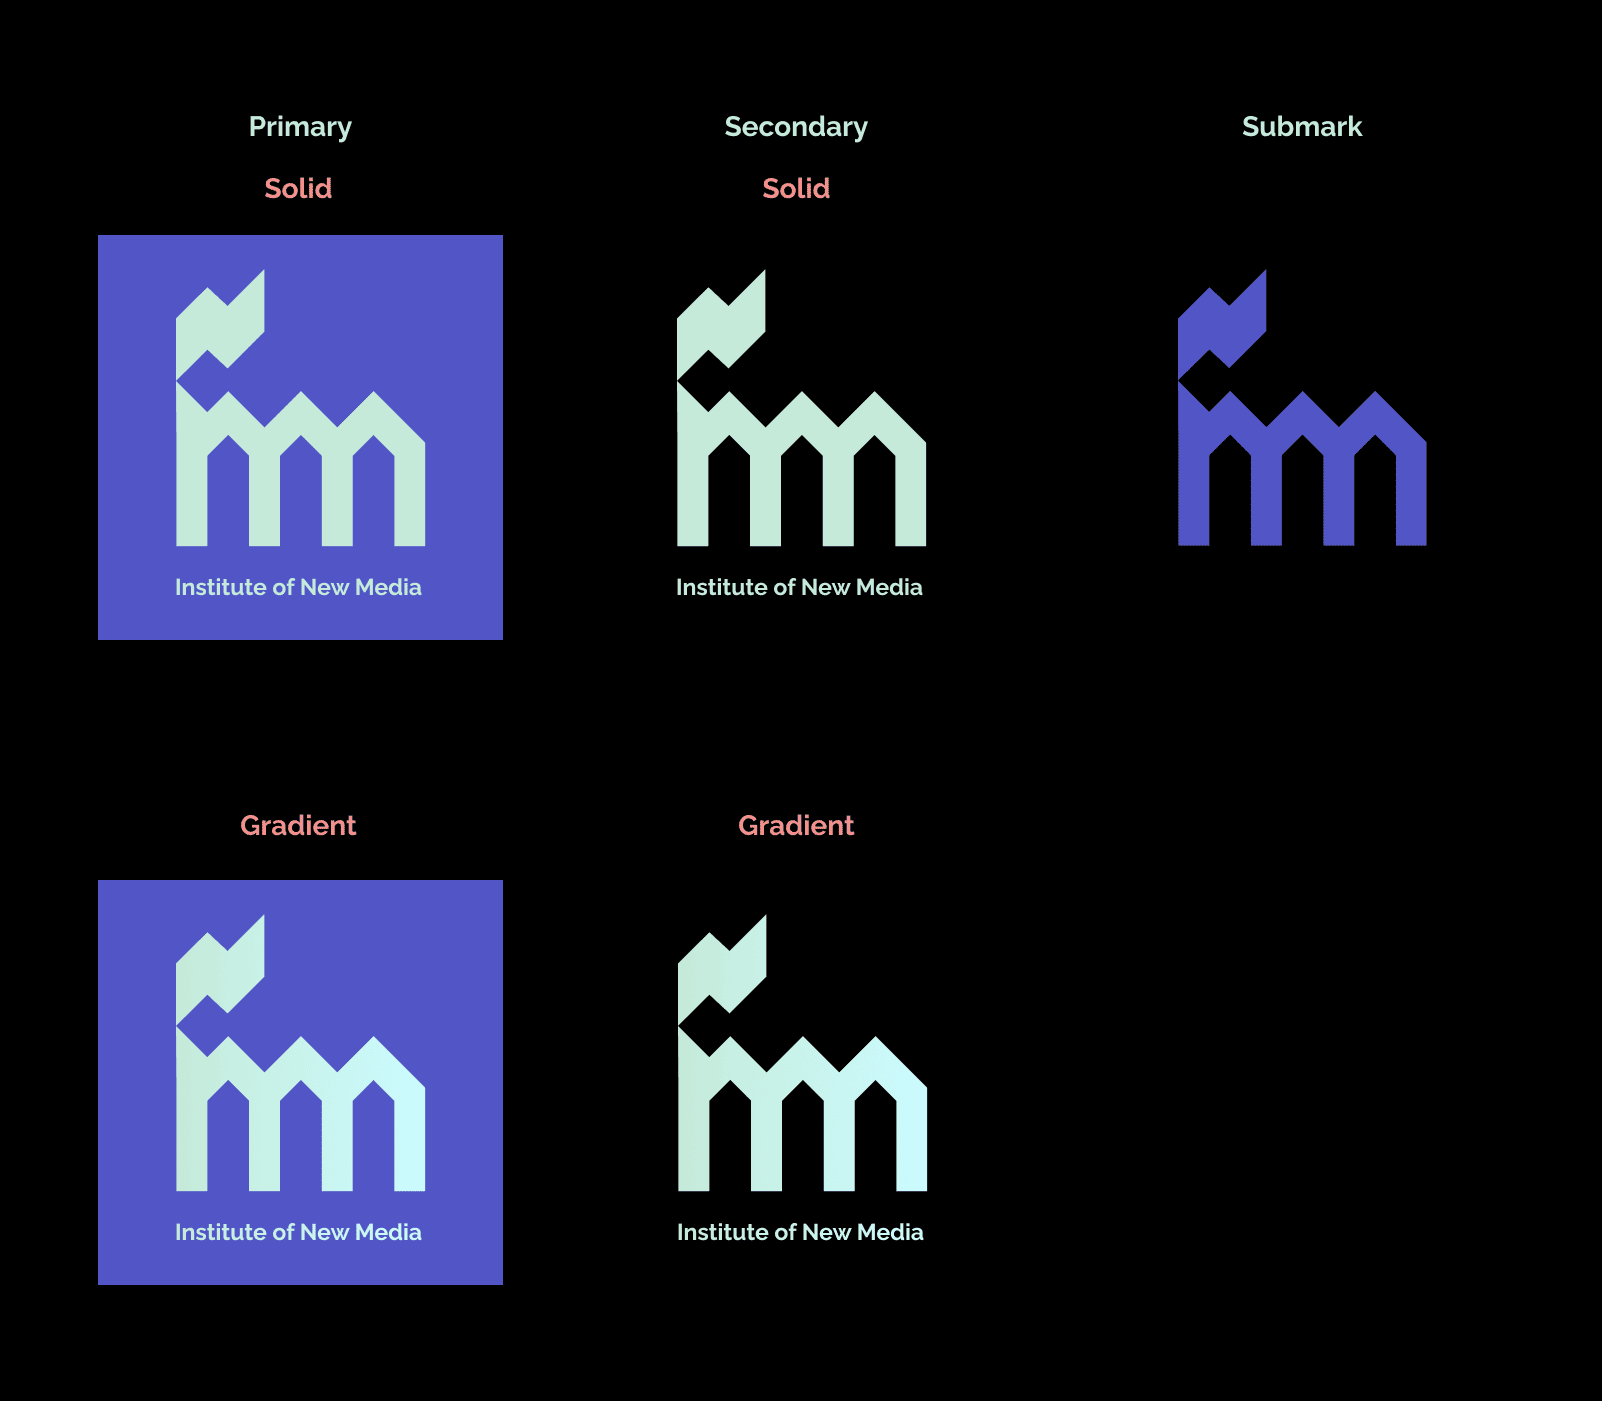 Primary
Secondary
Submark
Solid
Solid
Institute of New Media
Institute of New Media
Gradient
Gradient
Institute of New Media
Institute of New Media